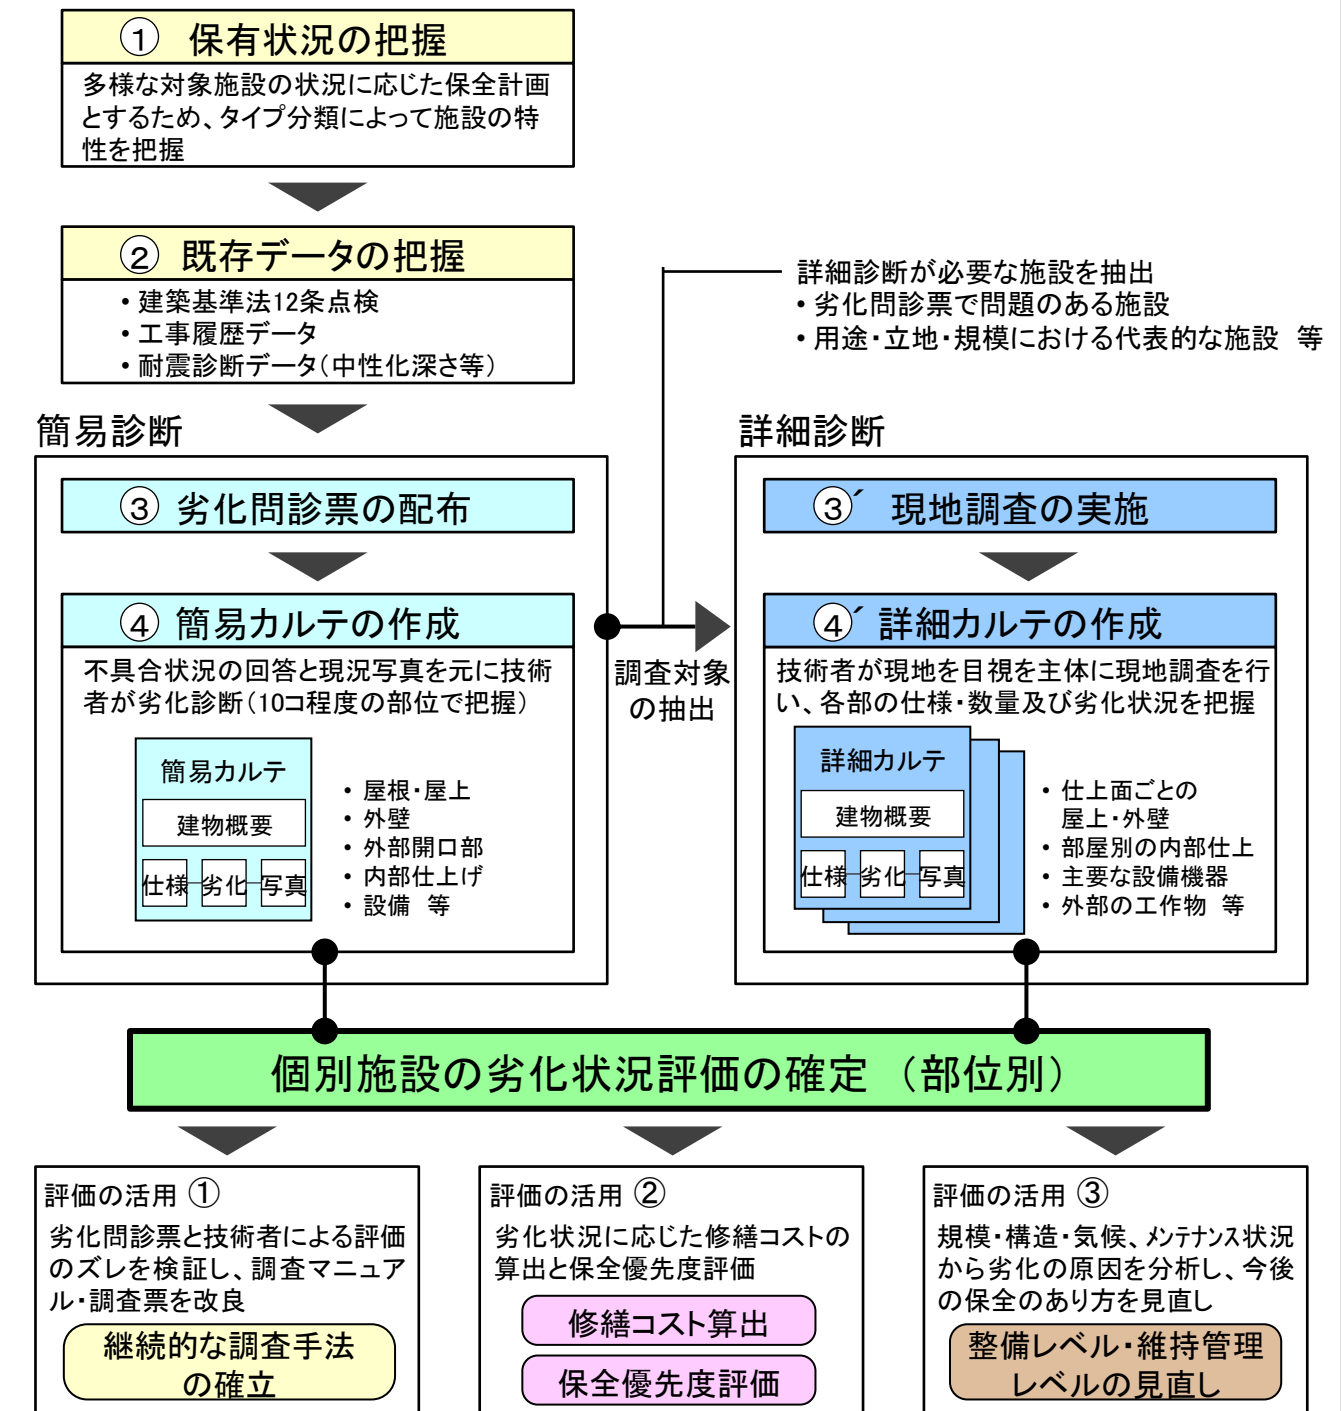 ① 保有状況の把握
多様な対象施設の状況に応じた保全計画
とするため、タイプ分類によって施設の特
性を把握
② 既存データの把握
・建築基準法12条点検
・工事履歴データ
・耐震診断データ(中性化深さ等)
詳細診断が必要な施設を抽出
・劣化問診票で問題のある施設
・用途・立地・規模における代表的な施設 等
簡易診断
③ 劣化問診票の配布
④ 簡易カルテの作成
不具合状況の回答と現況写真を元に技術
者が劣化診断(10コ程度の部位で把握)
簡易カルテ
建物概要
仕様 劣化 写真
・屋根・屋上
・外壁
・外部開口部
・内部仕上げ
・設備 等
調査対象
の抽出
詳細診断
③´ 現地調査の実施
④´ 詳細カルテの作成
技術者が現地を目視を主体に現地調査を行
い、各部の仕様・数量及び劣化状況を把握
詳細カルテ
建物概要
仕様 劣化 写真
・仕上面ごとの
屋上・外壁
・部屋別の内部仕上
・主要な設備機器
・外部の工作物 等
個別施設の劣化状況評価の確定 (部位別)
評価の活用 ①
劣化問診票と技術者による評価
のズレを検証し、調査マニュア
ル・調査票を改良
継続的な調査手法
の確立
評価の活用 ②
劣化状況に応じた修繕コストの
算出と保全優先度評価
修繕コスト算出
保全優先度評価
評価の活用 ③
規模・構造・気候、メンテナンス状況
から劣化の原因を分析し、今後
の保全のあり方を見直し
整備レベル・維持管理
レベルの見直し